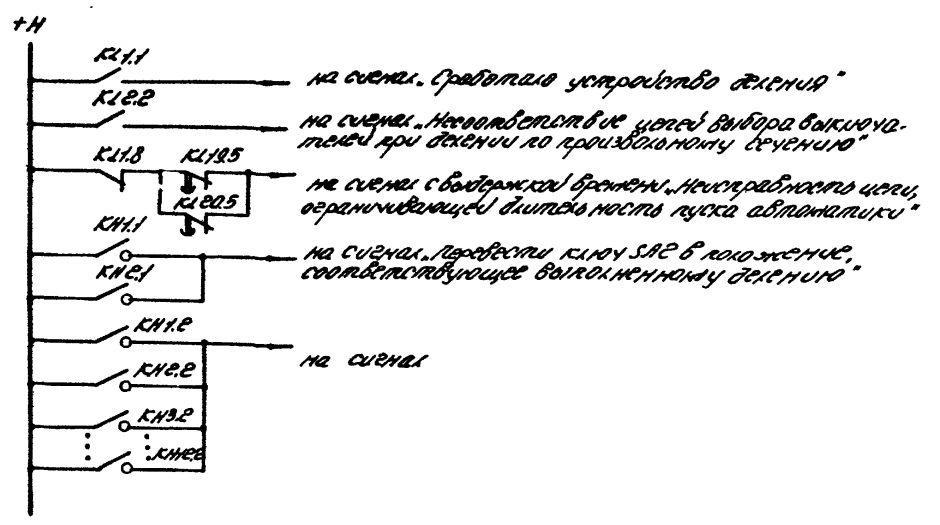 +Н
KL1.1
на сигнал „Сработало устройство деления"
KL2.2
на сигнал „Несоответствие цепей выбора выключа-
телей при делении по произвольному сечению"
KL1.8 KL19.5
на сигнал с выдержкой времени „Неисправность цепи,
KL20.5
ограничивающей длительность пуска автоматики"
KH1.1
на сигнал „Перевести ключ SA2 в положение,
KH2.1
соответствующее выполненному делению"
KH1.2
на сигнал
KH2.2
KH3.2